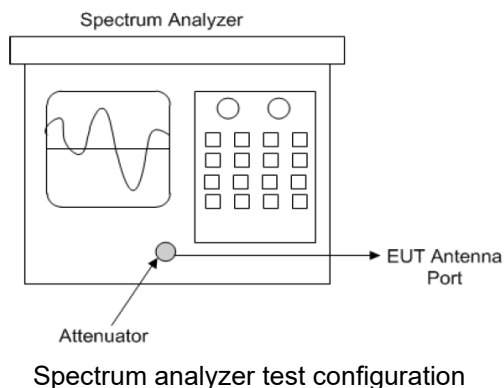 Spectrum Analyzer
EUT Antenna
Port
Attenuator
Spectrum analyzer test configuration